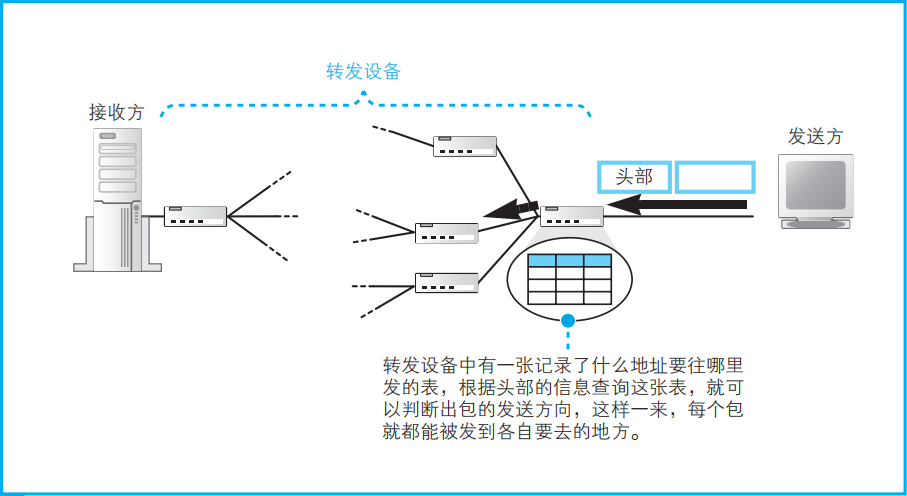 转发设备
接收方
发送方
头部
转发设备中有一张记录了什么地址要往哪里
发的表，根据头部的信息查询这张表，就可
以判断出包的发送方向，这样一来，每个包
就都能被发到各自要去的地方。